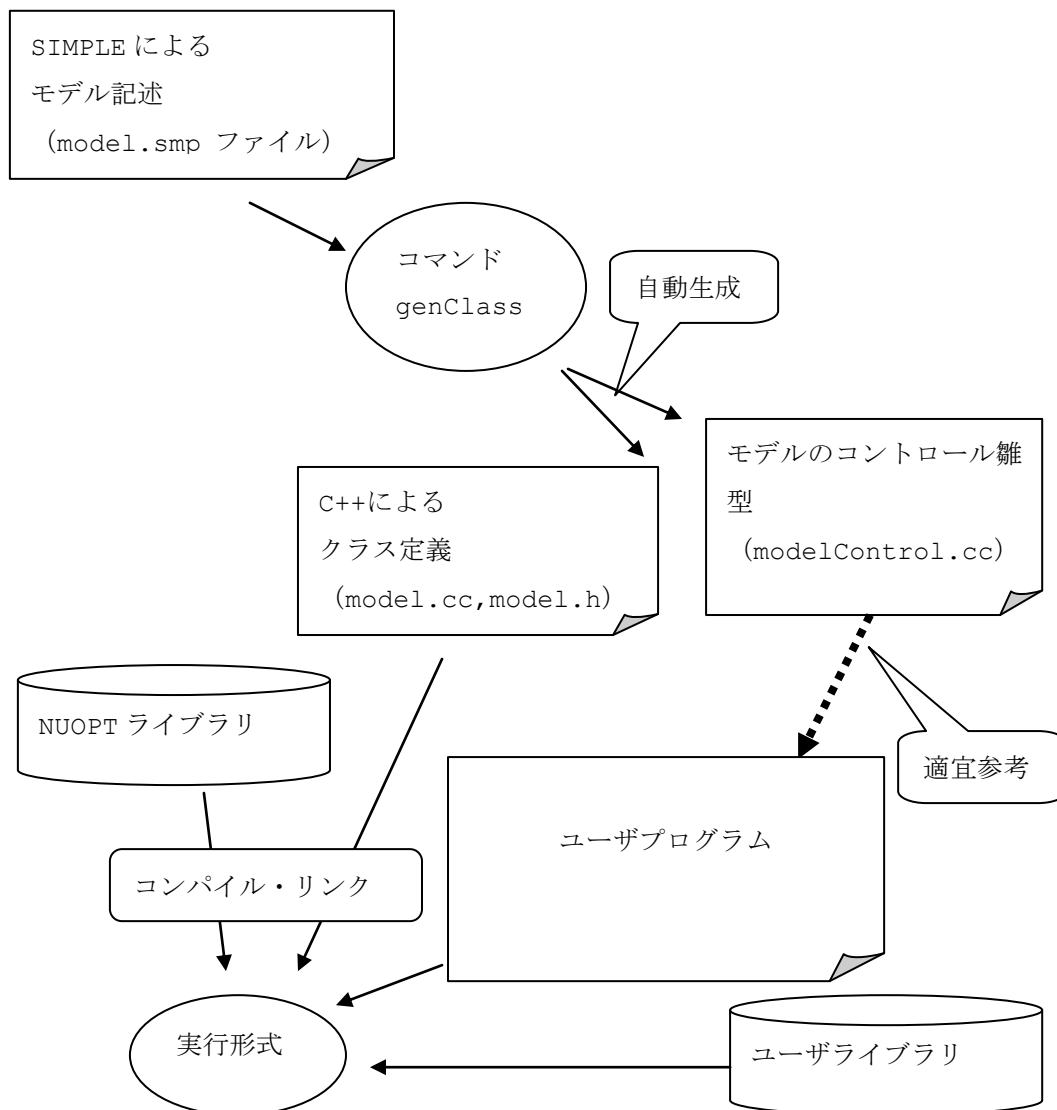 SIMPLE による
モデル記述
（model.smp ファイル）
コマンド
genClass
自動生成
モデルのコントロール雛
型
（modelControl.cc）
C++による
クラス定義
（model.cc,model.h）
NUOPT ライブラリ
適宜参考
ユーザプログラム
コンパイル・リンク
実行形式
ユーザライブラリ